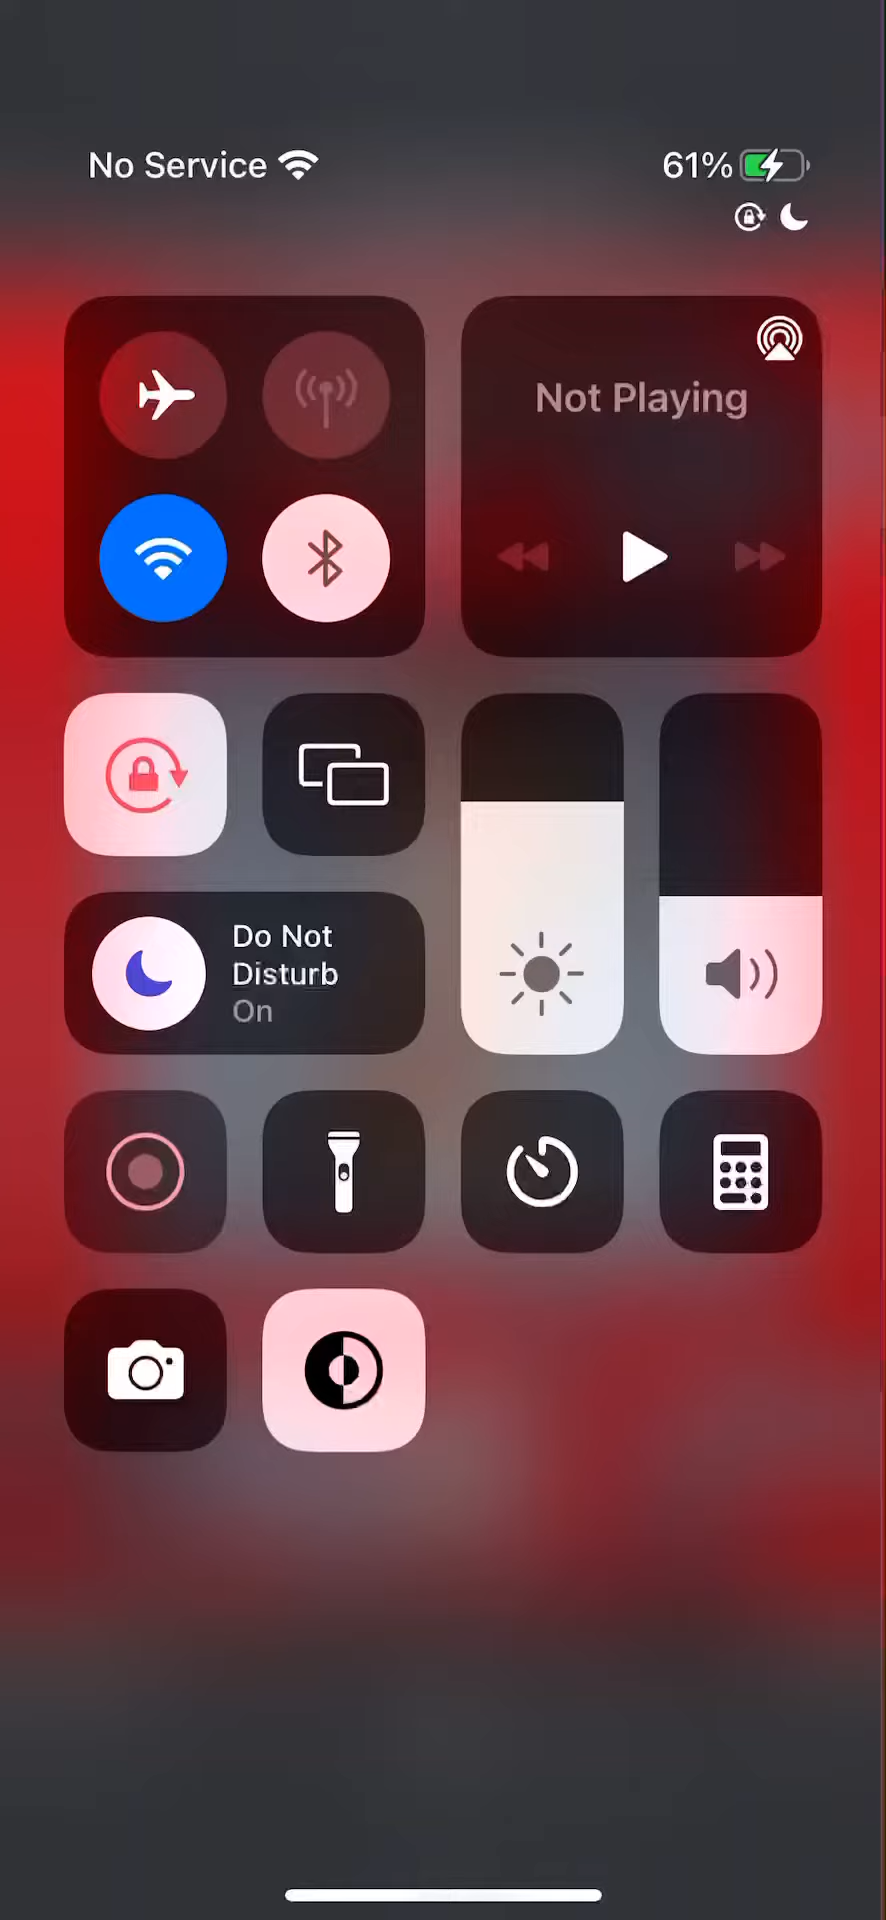 No Service
61%
Not Playing
Do Not
Disturb
On